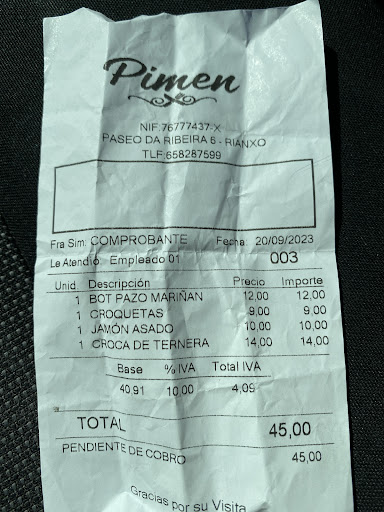 Pimen
NIF:76777437-X
PASEO DA RIBEIRA 6 - RIANXO
TLF:658287599
Fra Sim: COMPROBANTE Fecha: 20/09/2023
Le Atendió: Empleado 01 003
Unid Descripción Precio Importe
1 BOT PAZO MARIÑAN 12,00 12,00
1 CROQUETAS 9,00 9,00
1 JAMÓN ASADO 10,00 10,00
1 CROCA DE TERNERA 14,00 14,00
Base % IVA Total IVA
40,91 10,00 4,09
TOTAL 45,00
PENDIENTE DE COBRO 45,00
Gracias por su Visita